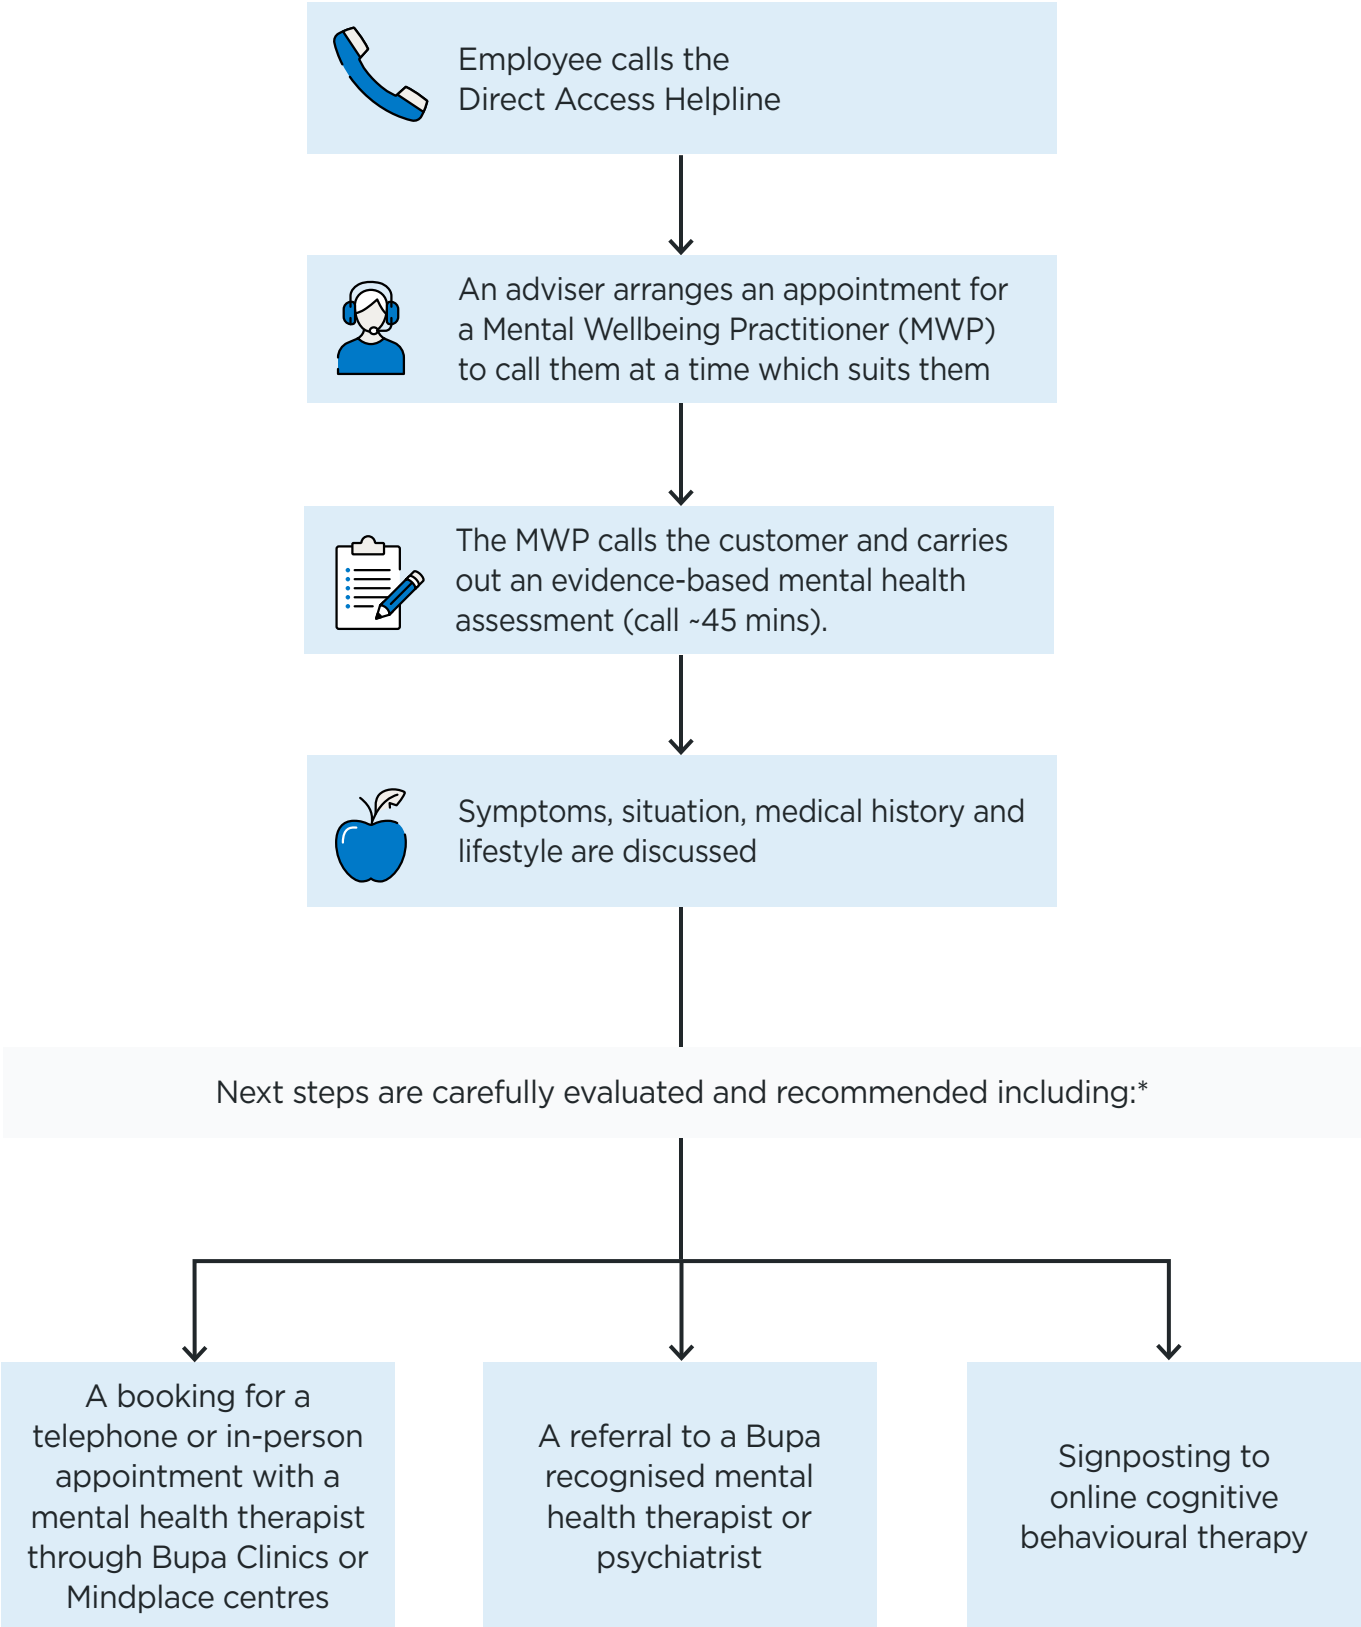 Employee calls the
Direct Access Helpline
An adviser arranges an appointment for
a Mental Wellbeing Practitioner (MWP)
to call them at a time which suits them
The MWP calls the customer and carries
out an evidence-based mental health
assessment (call ~45 mins).
Symptoms, situation, medical history and
lifestyle are discussed
Next steps are carefully evaluated and recommended including:*
A booking for a
telephone or in-person
appointment with a
mental health therapist
through Bupa Clinics or
Mindplace centres
A referral to a Bupa
recognised mental
health therapist or
psychiatrist
Signposting to
online cognitive
behavioural therapy